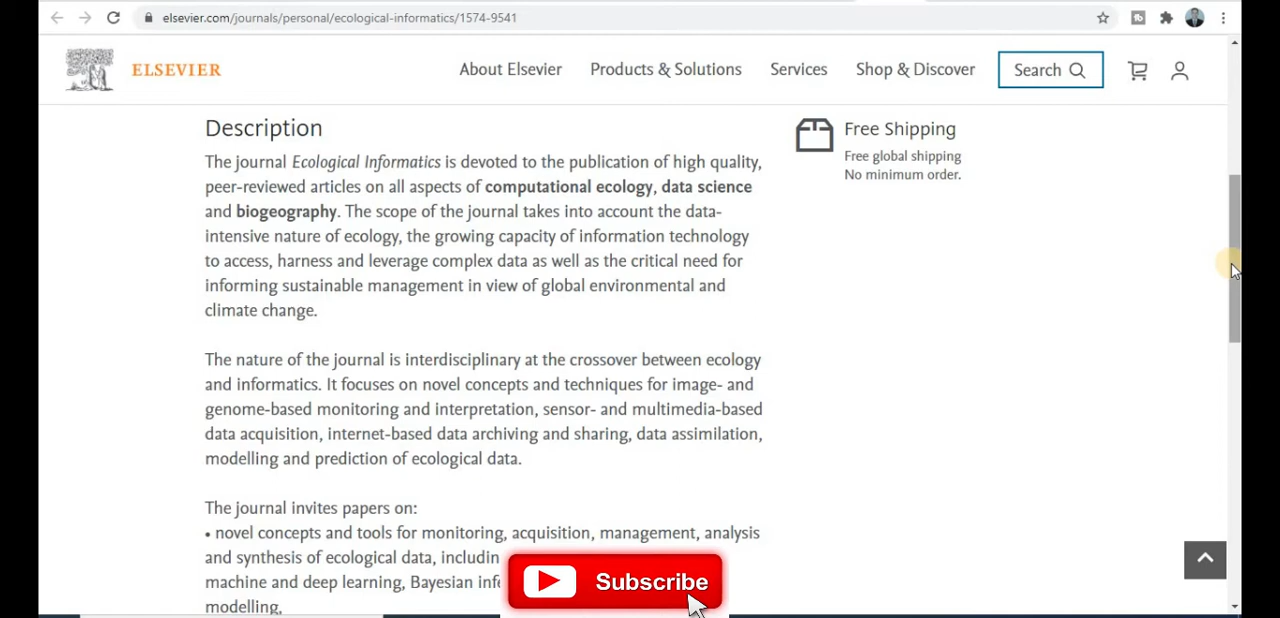 elsevier.com/journals/personal/ecological-informatics/1574-9541
ELSEVIER
About Elsevier Products & Solutions Services Shop & Discover Search
Description
The journal Ecological Informatics is devoted to the publication of high quality,
peer-reviewed articles on all aspects of computational ecology, data science
and biogeography. The scope of the journal takes into account the data-
intensive nature of ecology, the growing capacity of information technology
to access, harness and leverage complex data as well as the critical need for
informing sustainable management in view of global environmental and
climate change.
The nature of the journal is interdisciplinary at the crossover between ecology
and informatics. It focuses on novel concepts and techniques for image- and
genome-based monitoring and interpretation, sensor- and multimedia-based
data acquisition, internet-based data archiving and sharing, data assimilation,
modelling and prediction of ecological data.
The journal invites papers on:
• novel concepts and tools for monitoring, acquisition, management, analysis
and synthesis of ecological data,
machine and deep learning, Bayesian
modelling,
Free Shipping
Free global shipping
No minimum order.
Subscribe